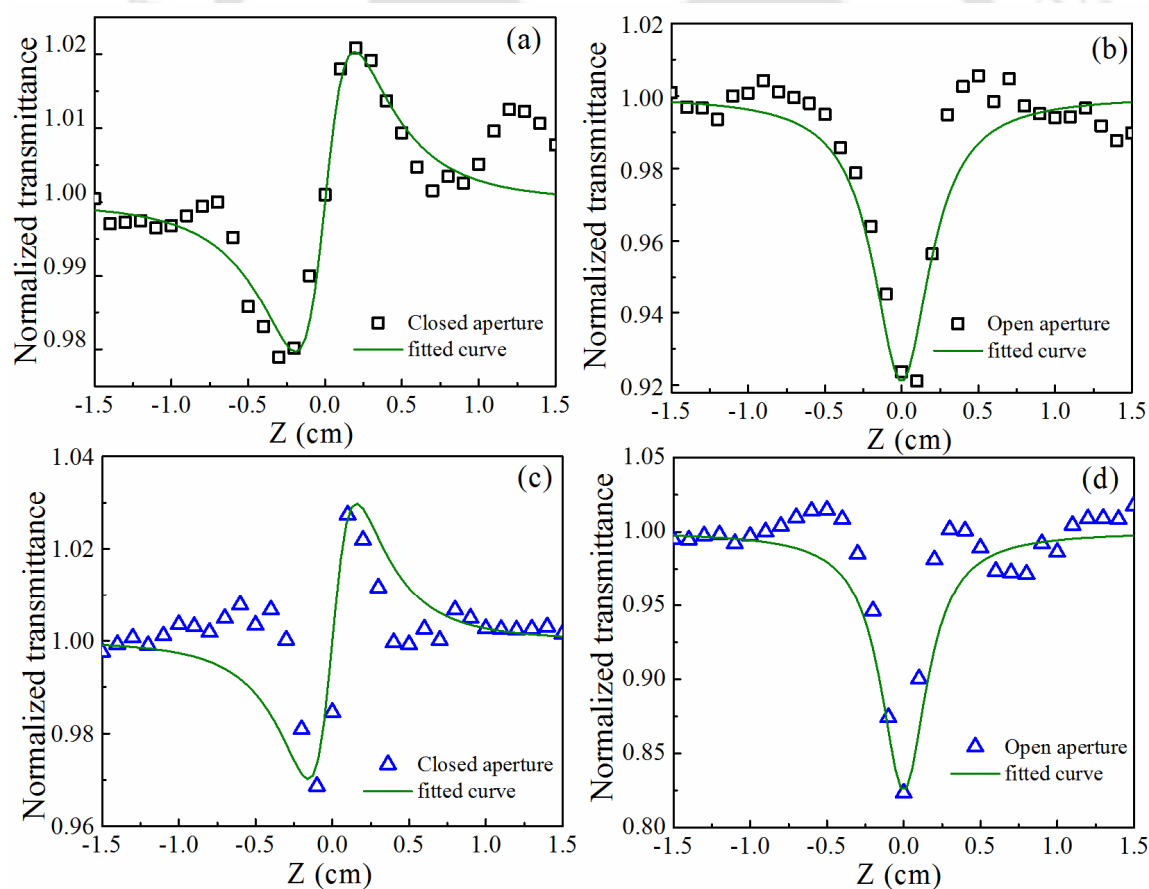 (a)
Normalized transmittance
1.02
1.01
1.00
0.99
0.98
Closed aperture
fitted curve
-1.5 -1.0 -0.5 0.0 0.5 1.0 1.5
Z (cm)
(b)
Normalized transmittance
1.02
1.00
0.98
0.96
0.94
0.92
Open aperture
fitted curve
-1.5 -1.0 -0.5 0.0 0.5 1.0 1.5
Z (cm)
(c)
Normalized transmittance
1.04
1.02
1.00
0.98
0.96
Closed aperture
fitted curve
-1.5 -1.0 -0.5 0.0 0.5 1.0 1.5
Z (cm)
(d)
Normalized transmittance
1.05
1.00
0.95
0.90
0.85
0.80
Open aperture
fitted curve
-1.5 -1.0 -0.5 0.0 0.5 1.0 1.5
Z (cm)